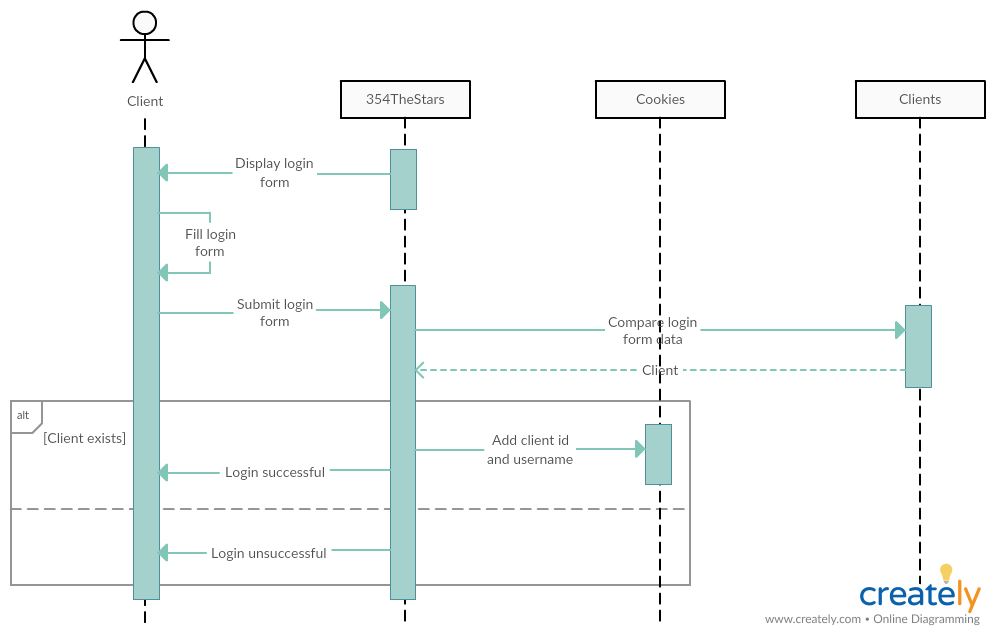 Client
354TheStars
Cookies
Clients
Display login
form
Fill login
form
Submit login
form
Compare login
form data
Client
alt
[Client exists]
Add client id
and username
Login successful
Login unsuccessful
creately
www.creately.com • Online Diagramming